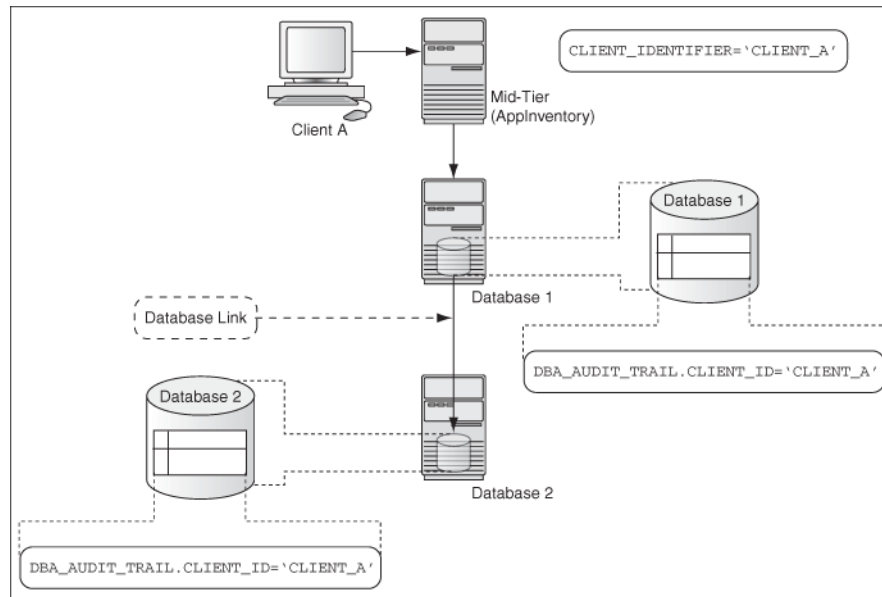 CLIENT_IDENTIFIER=‘CLIENT_A’
Mid-Tier
(AppInventory)
Client A
Database 1
Database 1
Database Link
DBA_AUDIT_TRAIL.CLIENT_ID=‘CLIENT_A’
Database 2
Database 2
DBA_AUDIT_TRAIL.CLIENT_ID=‘CLIENT_A’